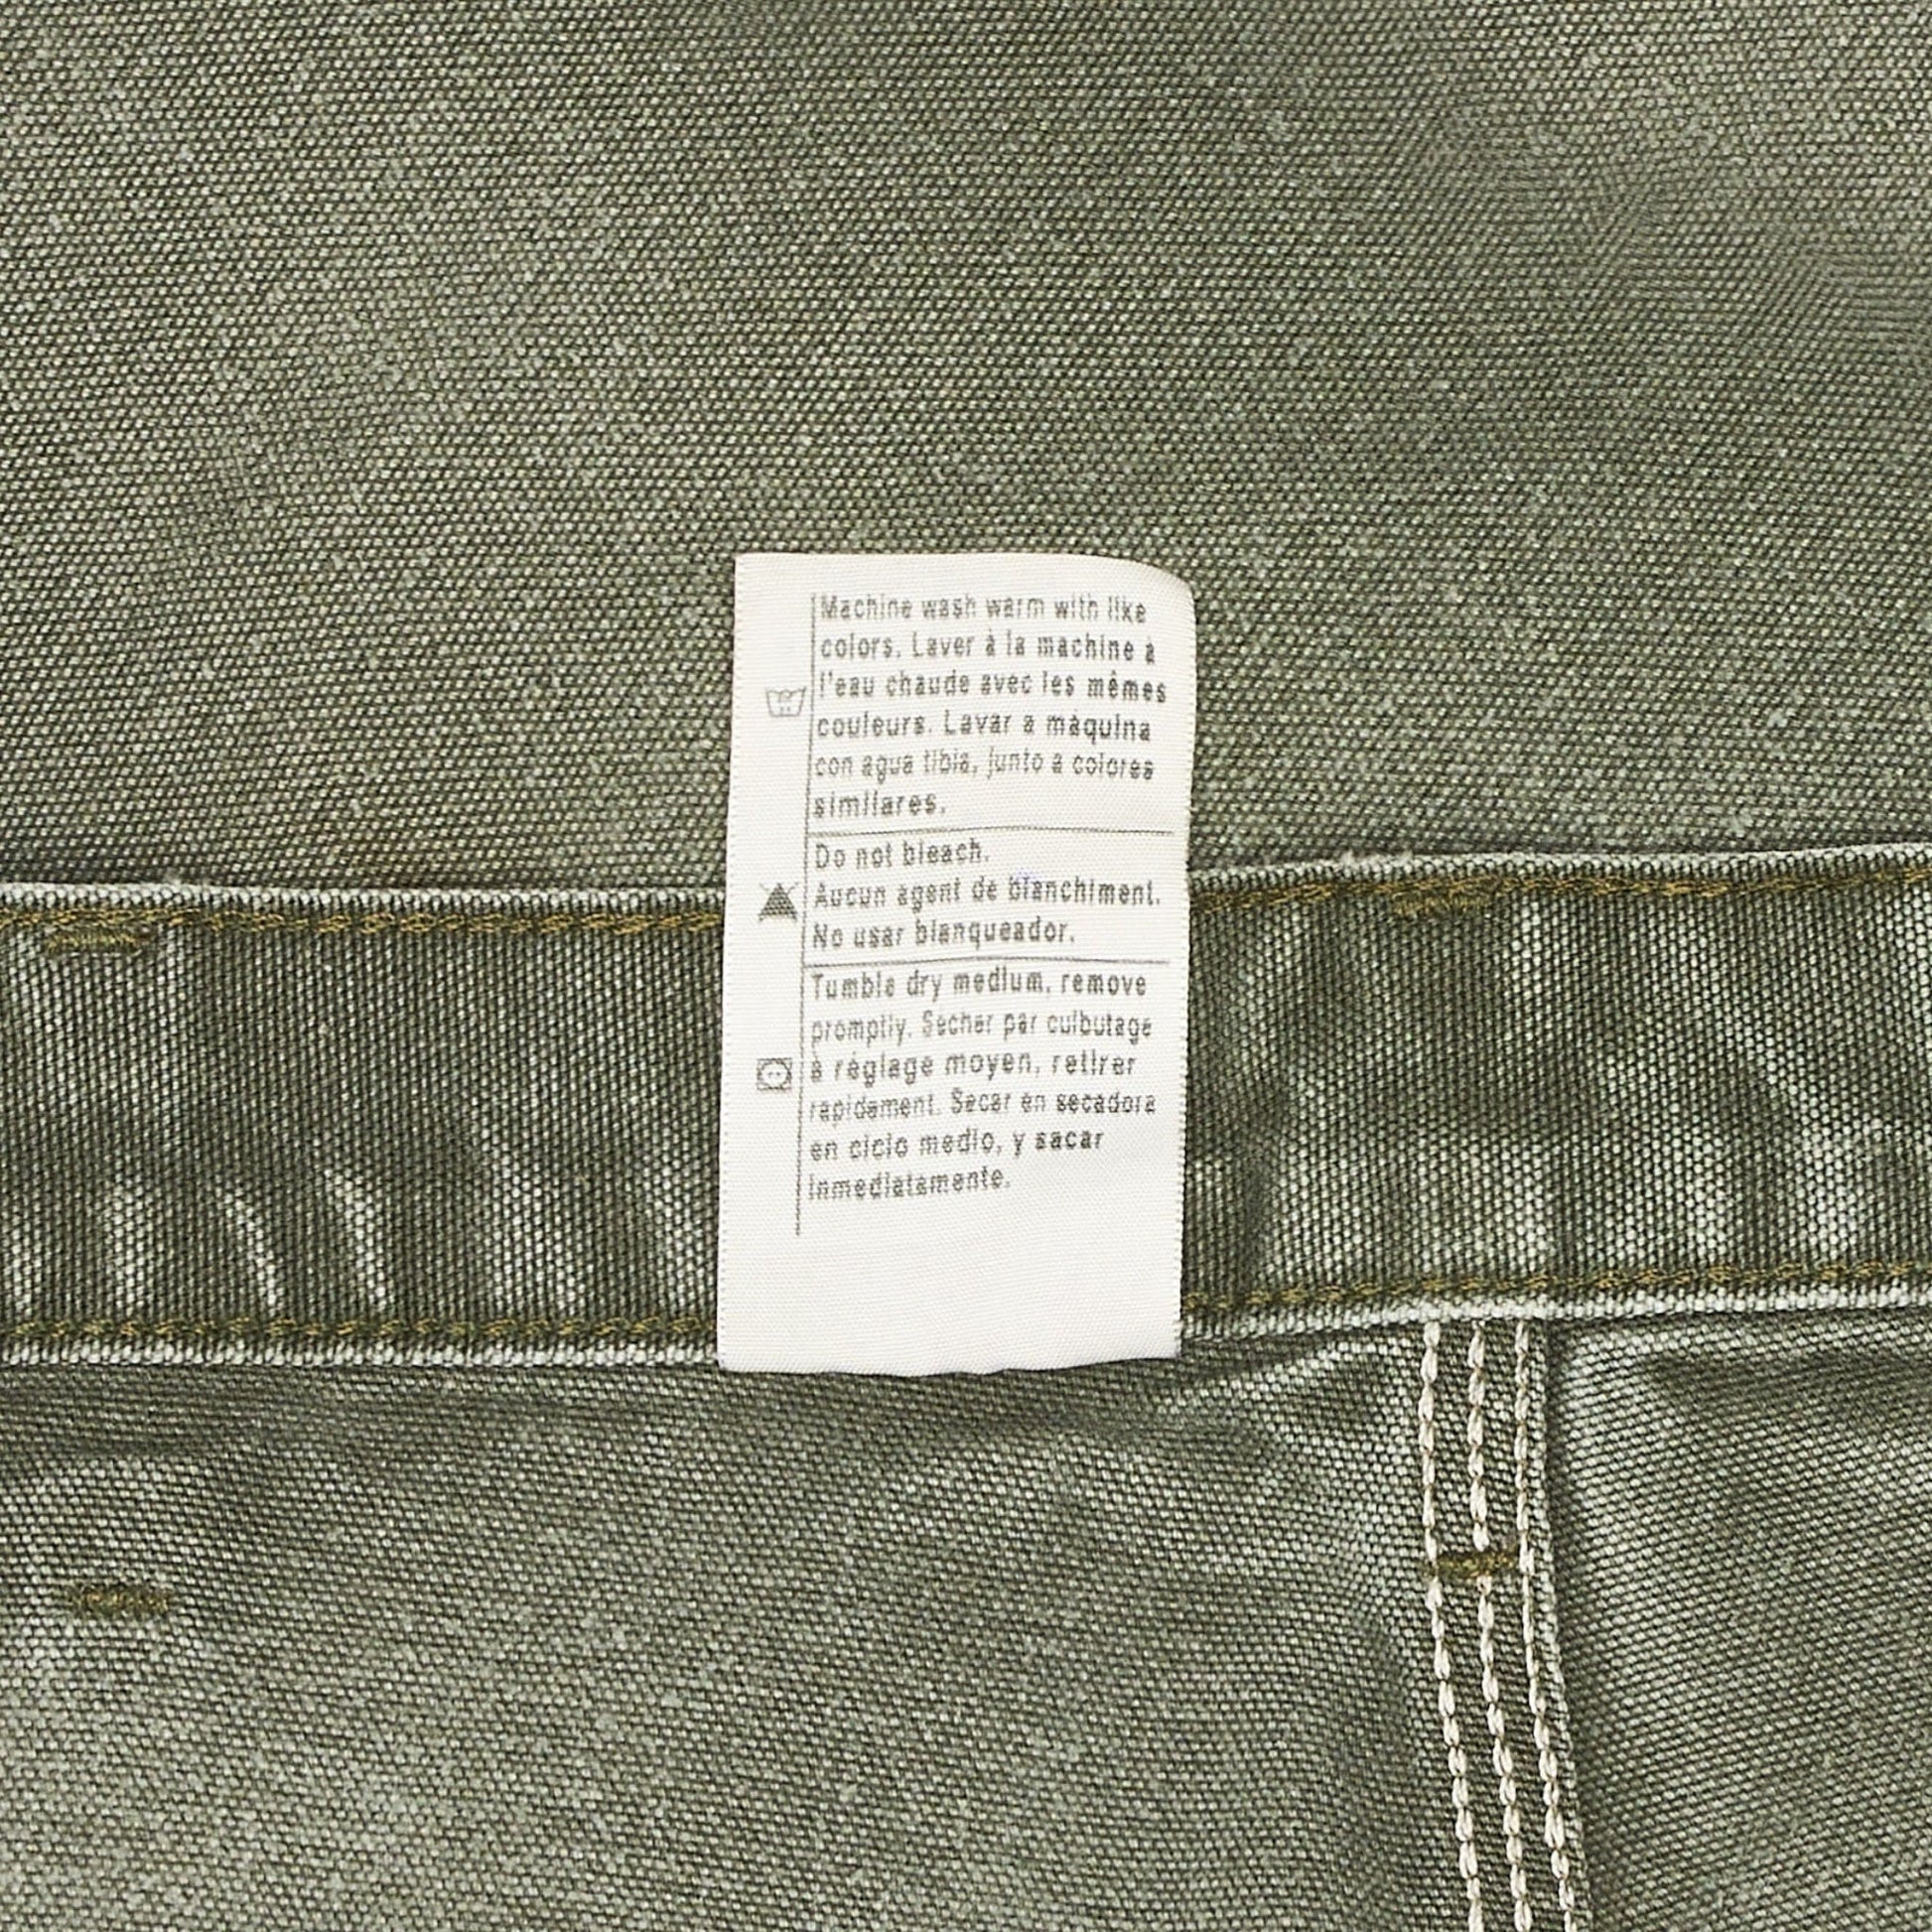 Machine wash warm with like
colors. Laver à la machine à
l'eau chaude avec les mêmes
couleurs. Lavar a màquina
con agua tibia, junto a colores
similares.
Do not bleach.
Aucun agent de blanchiment.
No usar blanqueador.
Tumble dry medium, remove
promptly. Sécher par culbutage
à réglage moyen, retirer
rapidement. Secar en secadora
en ciclo medio, y sacar
inmediatamente.